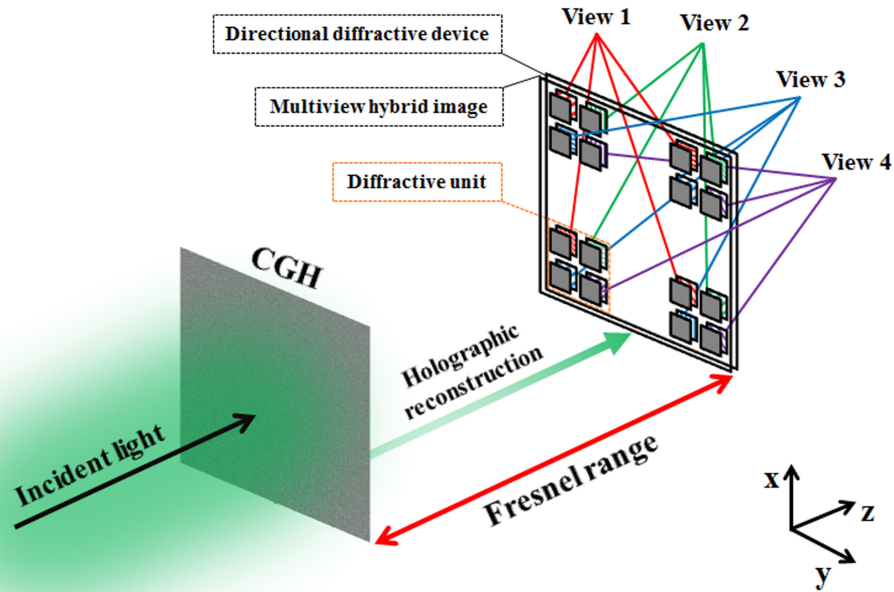 View 1
View 2
Directional diffractive device
View 3
Multiview hybrid image
View 4
Diffractive unit
CGH
Holographic
reconstruction
Incident light
Fresnel range
x
z
y